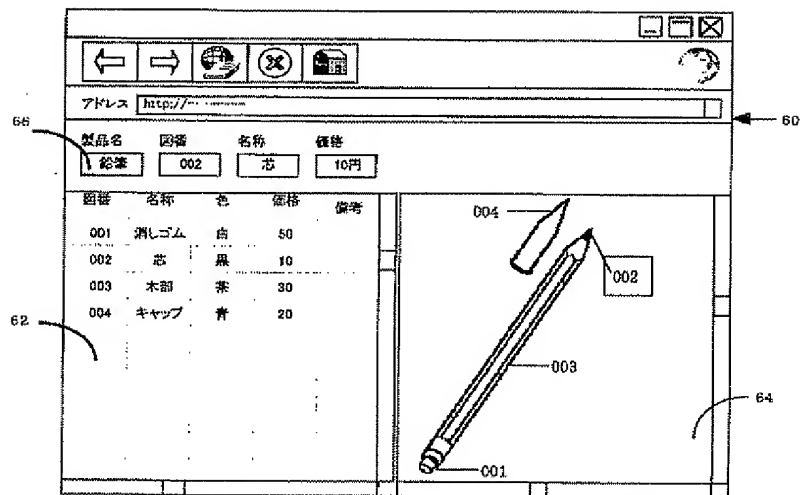 アドレス http://
66
60
製品名 図番 名称 価格
鉛筆 002 芯 10円
図番 名称 色 価格 備考
001 消しゴム 白 50
002 芯 黒 10
003 木部 茶 30
004 キャップ 青 20
62
004
002
003
001
64